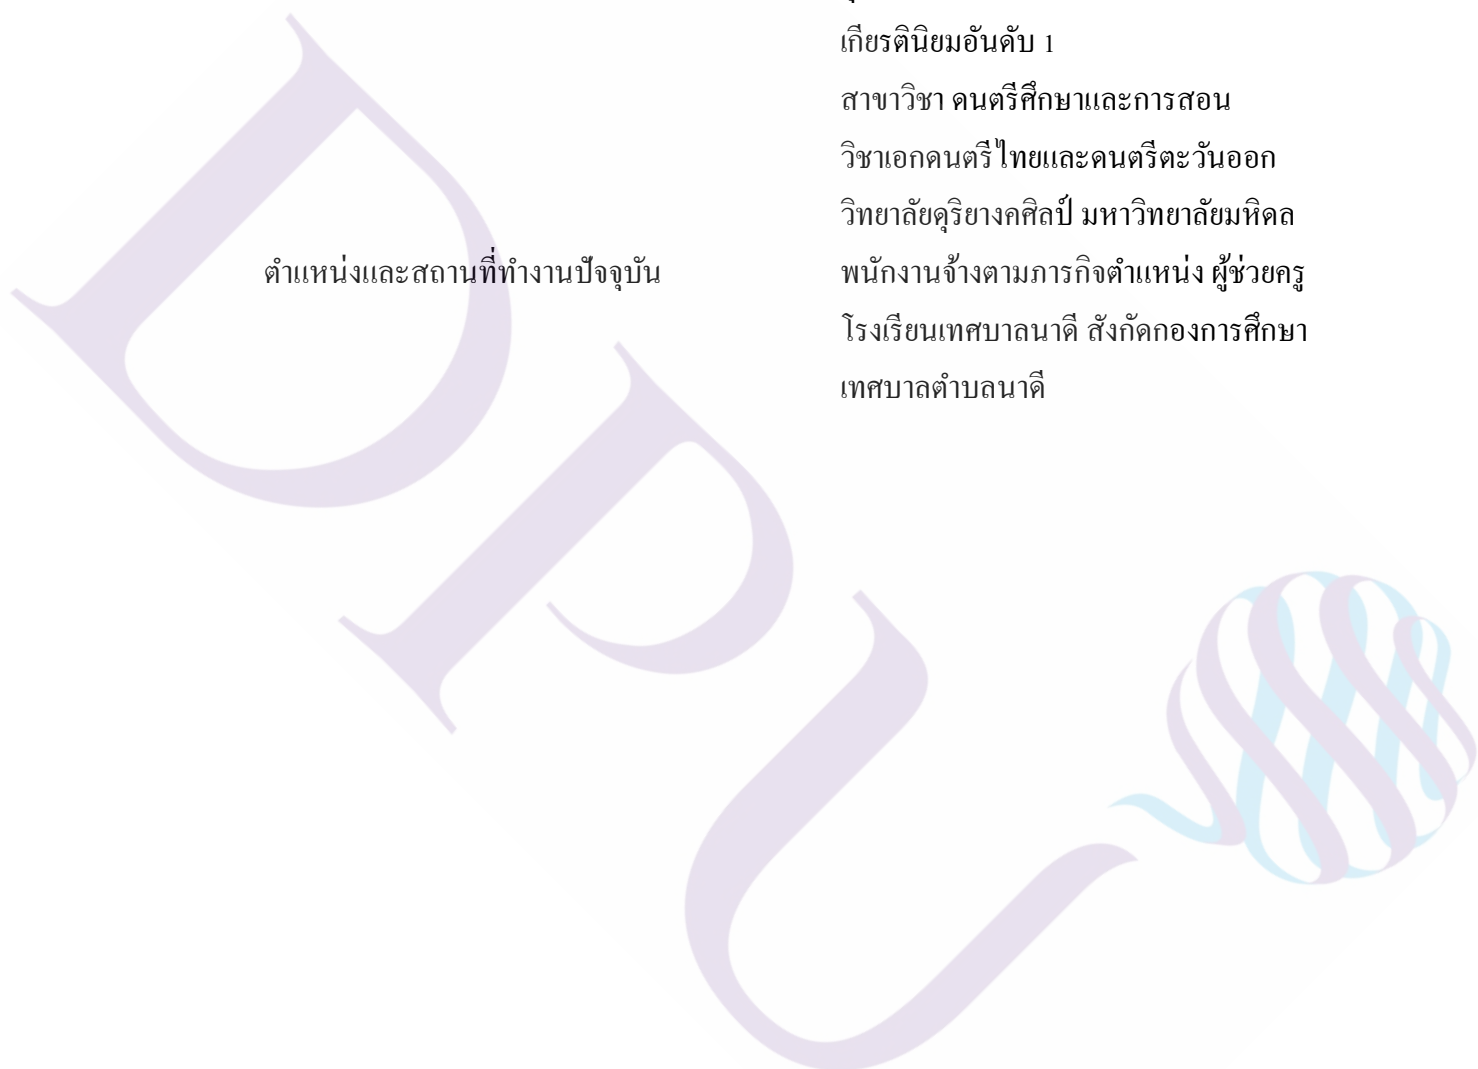 เกียรตินิยมอันดับ 1
สาขาวิชา ดนตรีศึกษาและการสอน
วิชาเอกดนตรีไทยและดนตรีตะวันออก
วิทยาลัยดุริยางคศิลป์ มหาวิทยาลัยมหิดล
ตำแหน่งและสถานที่ทำงานปัจจุบัน พนักงานจ้างตามภารกิจตำแหน่ง ผู้ช่วยครู
โรงเรียนเทศบาลนาดี สังกัดกองการศึกษา
เทศบาลตำบลนาดี
DPU